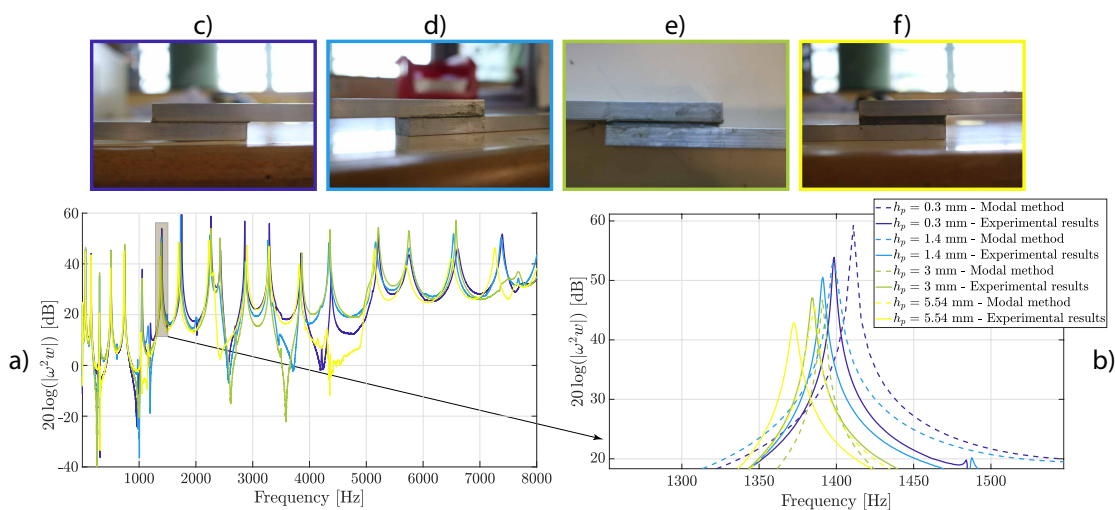 c)
d)
e)
f)
a)
20 log(|ω²w|) [dB]
60
40
20
0
-20
-40
1000
2000
3000
4000
5000
6000
7000
8000
Frequency [Hz]
b)
20 log(|ω²w|) [dB]
60
50
40
30
20
1300
1350
1400
1450
1500
Frequency [Hz]
h_p = 0.3 mm - Modal method
h_p = 0.3 mm - Experimental results
h_p = 1.4 mm - Modal method
h_p = 1.4 mm - Experimental results
h_p = 3 mm - Modal method
h_p = 3 mm - Experimental results
h_p = 5.54 mm - Modal method
h_p = 5.54 mm - Experimental results